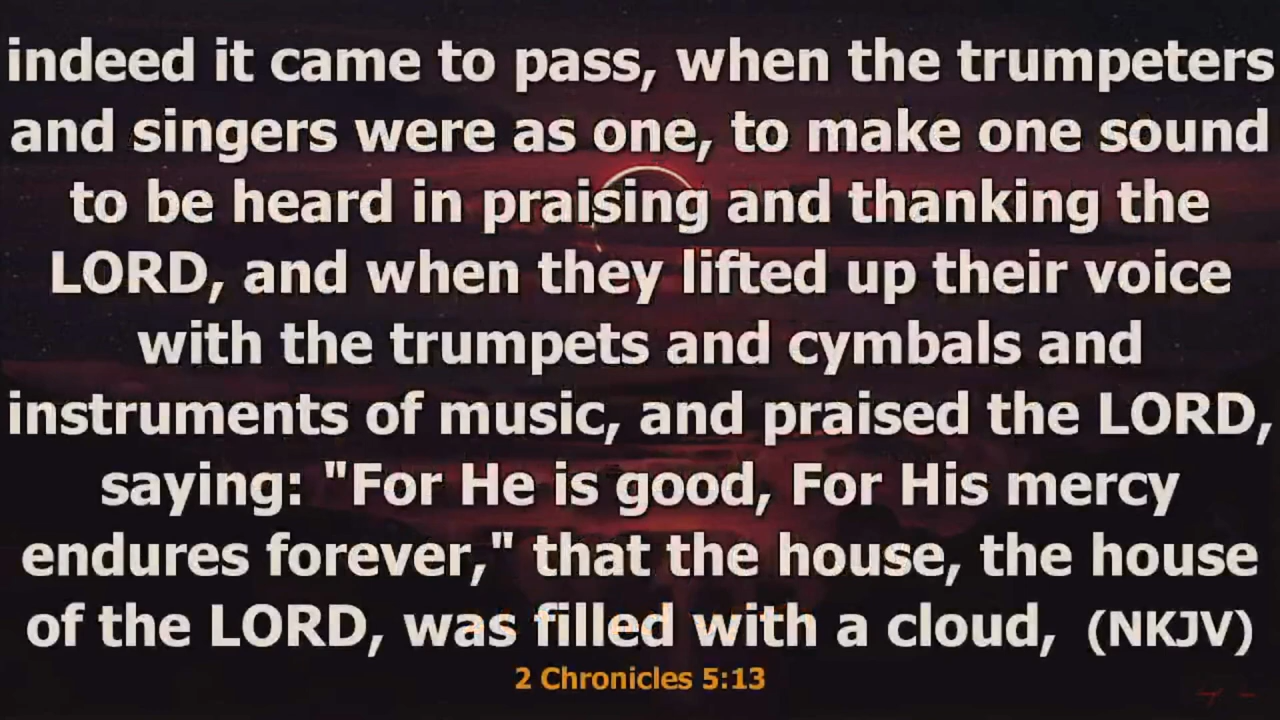 indeed it came to pass, when the trumpeters
and singers were as one, to make one sound
to be heard in praising and thanking the
LORD, and when they lifted up their voice
with the trumpets and cymbals and
instruments of music, and praised the LORD,
saying: "For He is good, For His mercy
endures forever," that the house, the house
of the LORD, was filled with a cloud, (NKJV)
2 Chronicles 5:13